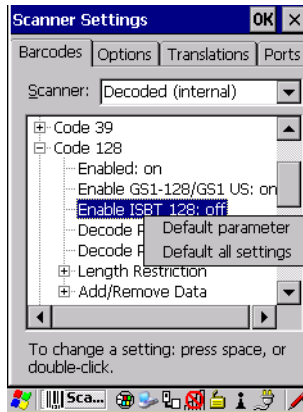 Scanner Settings OK
Barcodes Options Translations Ports
Scanner: Decoded (internal)
Code 39
Code 128
Enabled: on
Enable GS1-128/GS1 US: on
Enable ISBT 128: off
Decode P Default parameter
Decode F Default all settings
Length Restriction
Add/Remove Data
To change a setting: press space, or
double-click.
Sca...